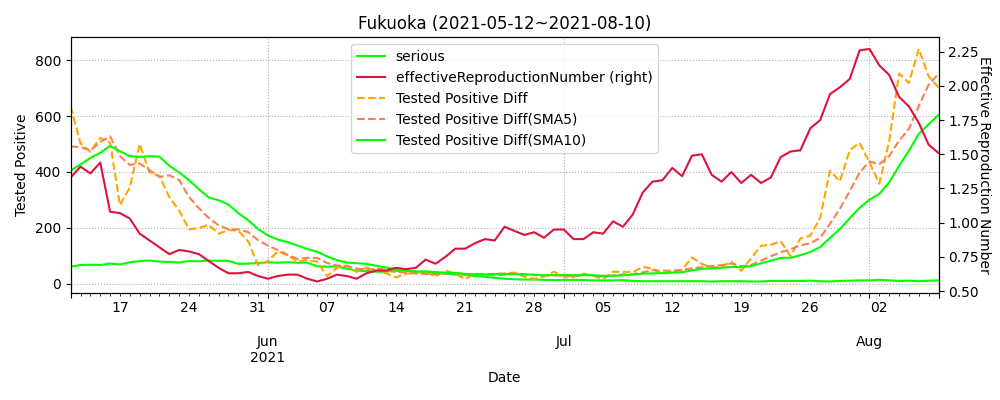 Fukuoka (2021-05-12~2021-08-10)
serious
effectiveReproductionNumber (right)
Tested Positive Diff
Tested Positive Diff(SMA5)
Tested Positive Diff(SMA10)
Tested Positive
800
600
400
200
0
2.25
2.00
1.75
1.50
1.25
1.00
0.75
0.50
Effective Reproduction Number
17 24 31 07 14 21 28 05 12 19 26 02
Jun Jul Aug
2021
Date